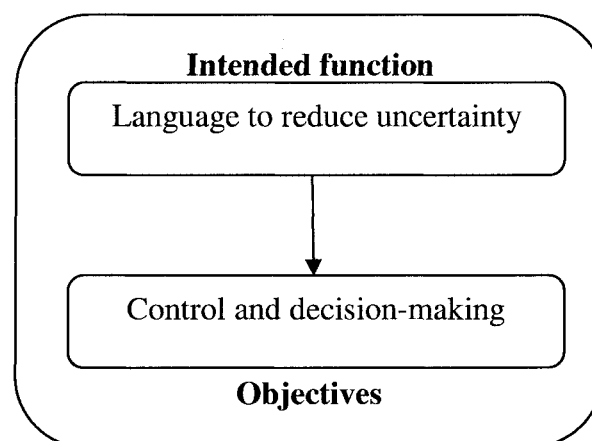 Intended function
Language to reduce uncertainty
Control and decision-making
Objectives